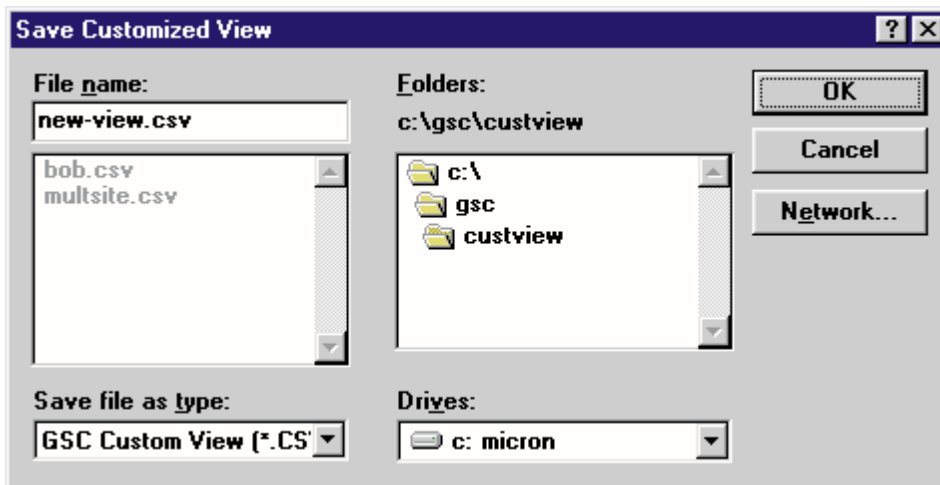 Save Customized View
File name:
new-view.csv
bob.csv
multsite.csv
Save file as type:
GSC Custom View (*.CS
Folders:
c:\gsc\custview
c:\
gsc
custview
Drives:
c: micron
OK
Cancel
Network...